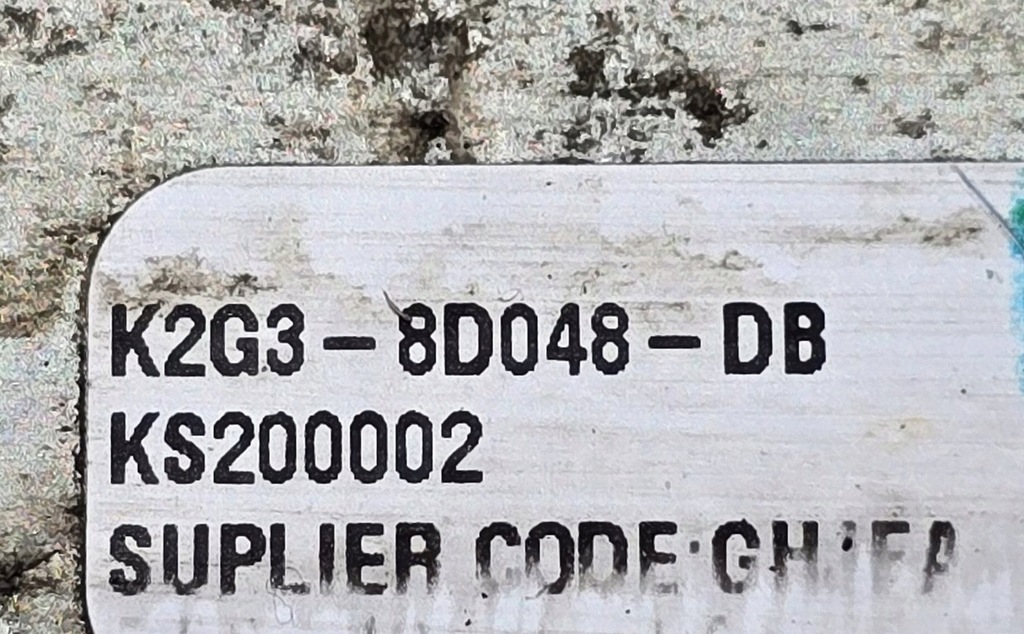 K2G3-8D048-DB
KS200002
SUPLIER CODE: